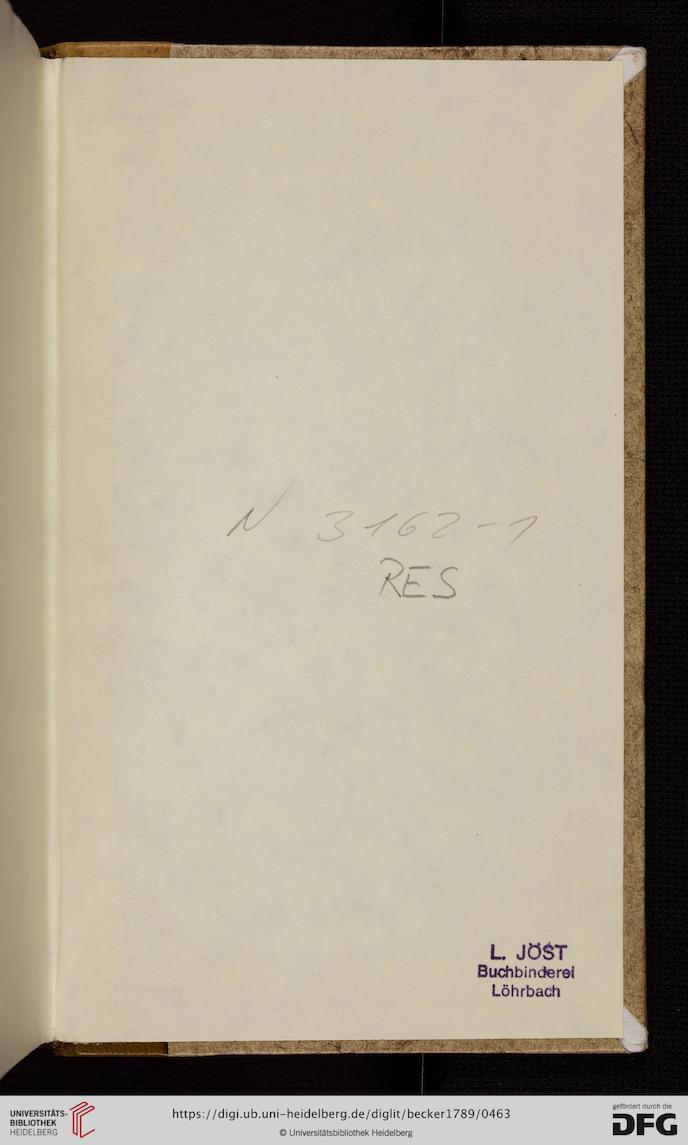 N 3162-1
RES
L. JÖST
Buchbinderei
Löhrbach
UNIVERSITÄTS-
BIBLIOTHEK
HEIDELBERG
https://digi.ub.uni-heidelberg.de/diglit/becker1789/0463
© Universitätsbibliothek Heidelberg
gefördert durch die
DFG